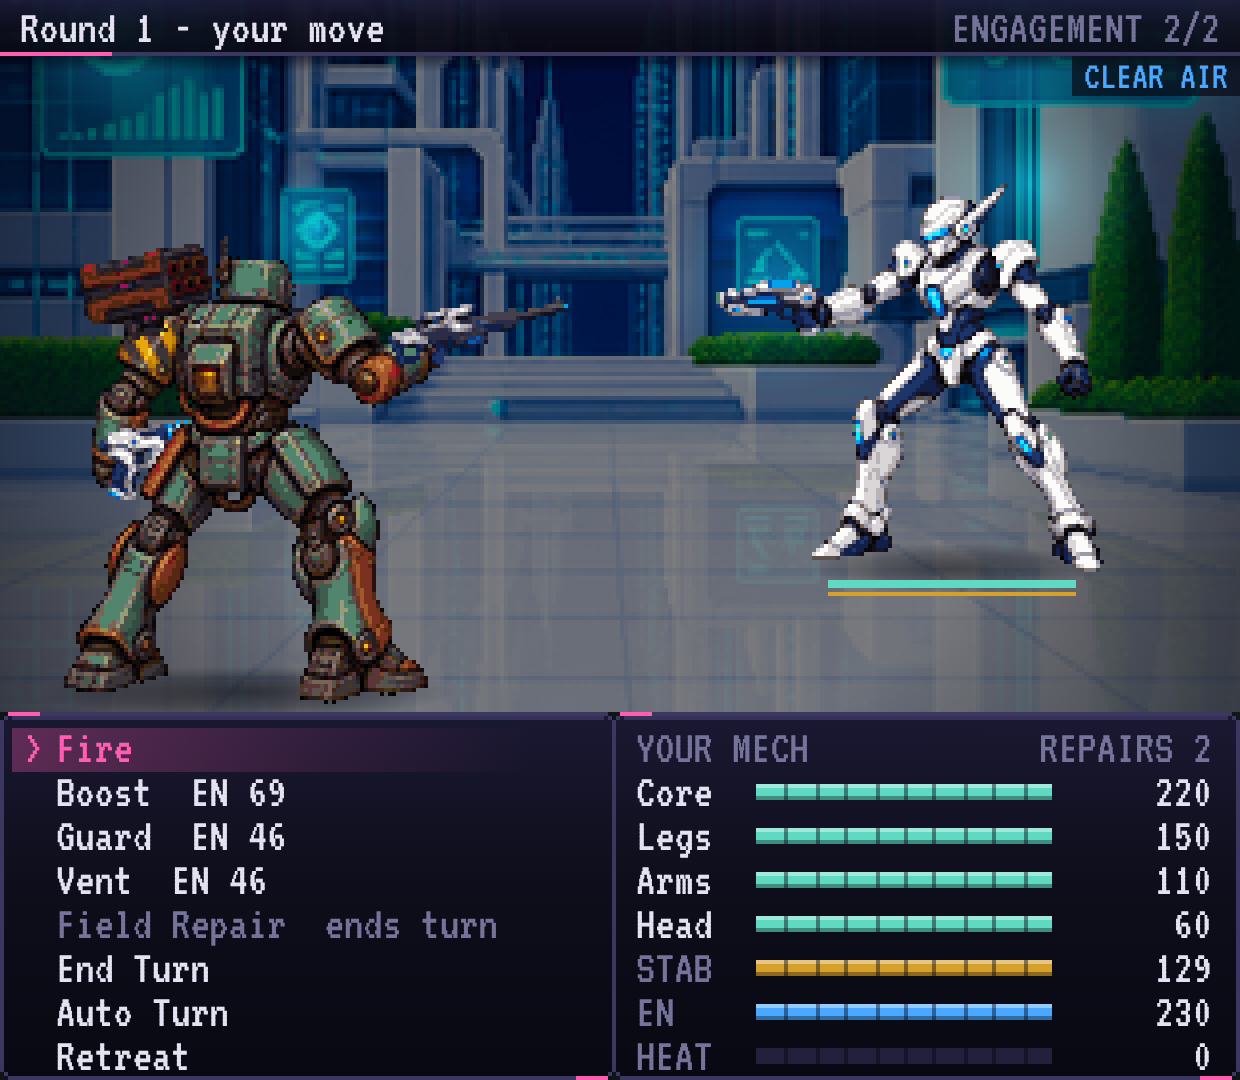 Round 1 - your move
ENGAGEMENT 2/2
CLEAR AIR
> Fire
Boost EN 69
Guard EN 46
Vent EN 46
Field Repair ends turn
End Turn
Auto Turn
Retreat
YOUR MECH REPAIRS 2
Core 220
Legs 150
Arms 110
Head 60
STAB 129
EN 230
HEAT 0